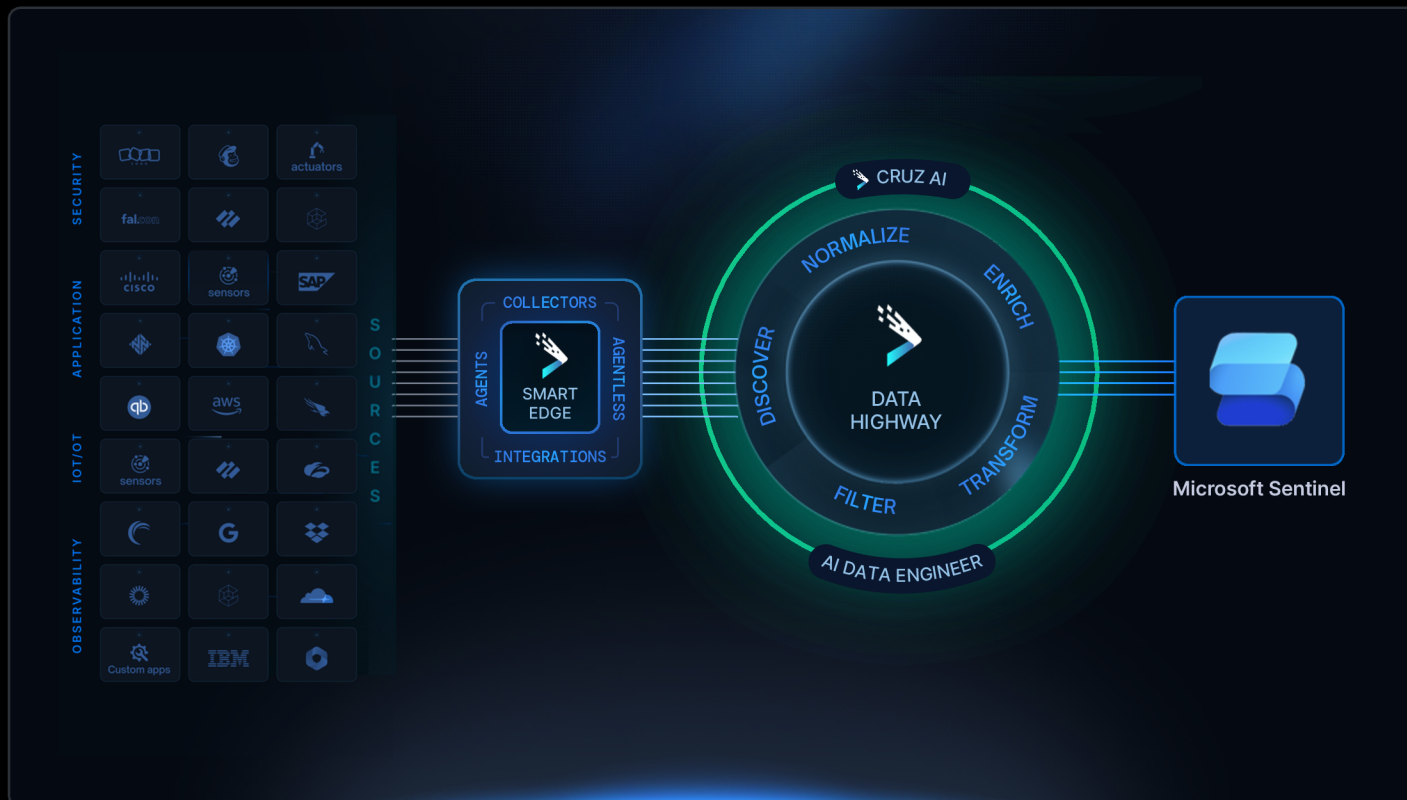 SECURITY
APPLICATION
IOT/OT
OBSERVABILITY
actuators
fal.con
CISCO
sensors
SAP
qb
aws
sensors
G
Custom apps
IBM
SOURCES
COLLECTORS
AGENTS
SMART
EDGE
AGENTLESS
INTEGRATIONS
CRUZ AI
NORMALIZE
ENRICH
DISCOVER
DATA
HIGHWAY
TRANSFORM
FILTER
AI DATA ENGINEER
Microsoft Sentinel